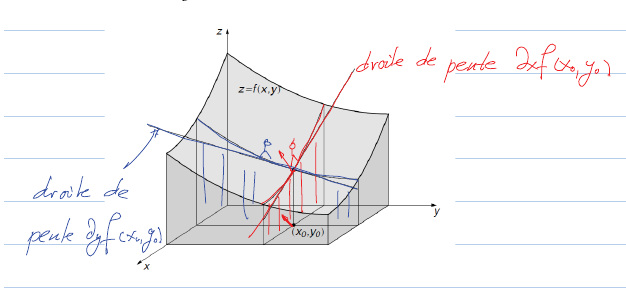 z
droite de pente ∂xf(x₀,y₀)
z=f(x,y)
droite de
pente ∂yf(x₀,y₀)
y
(x₀,y₀)
x